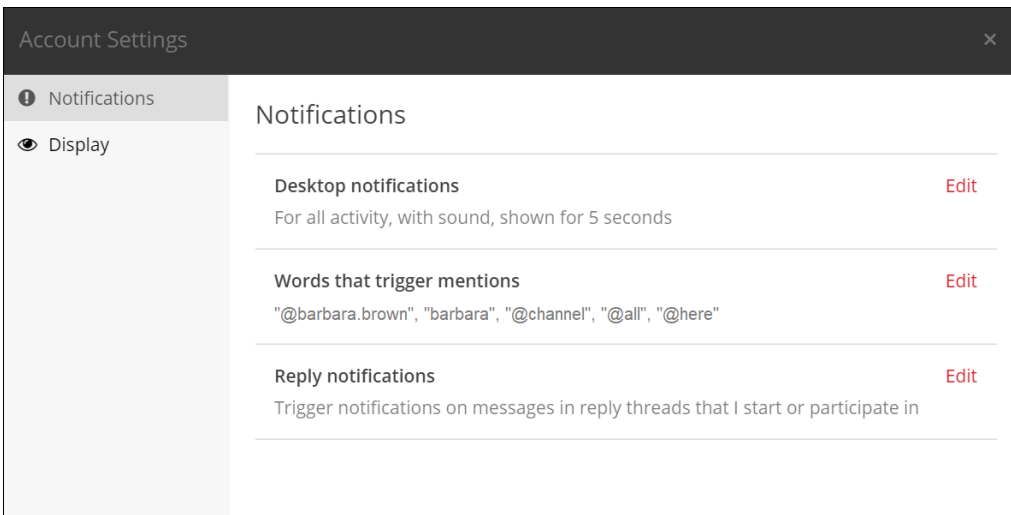 Account Settings ×
Notifications
Display
Notifications
Desktop notifications Edit
For all activity, with sound, shown for 5 seconds
Words that trigger mentions Edit
"@barbara.brown", "barbara", "@channel", "@all", "@here"
Reply notifications Edit
Trigger notifications on messages in reply threads that I start or participate in